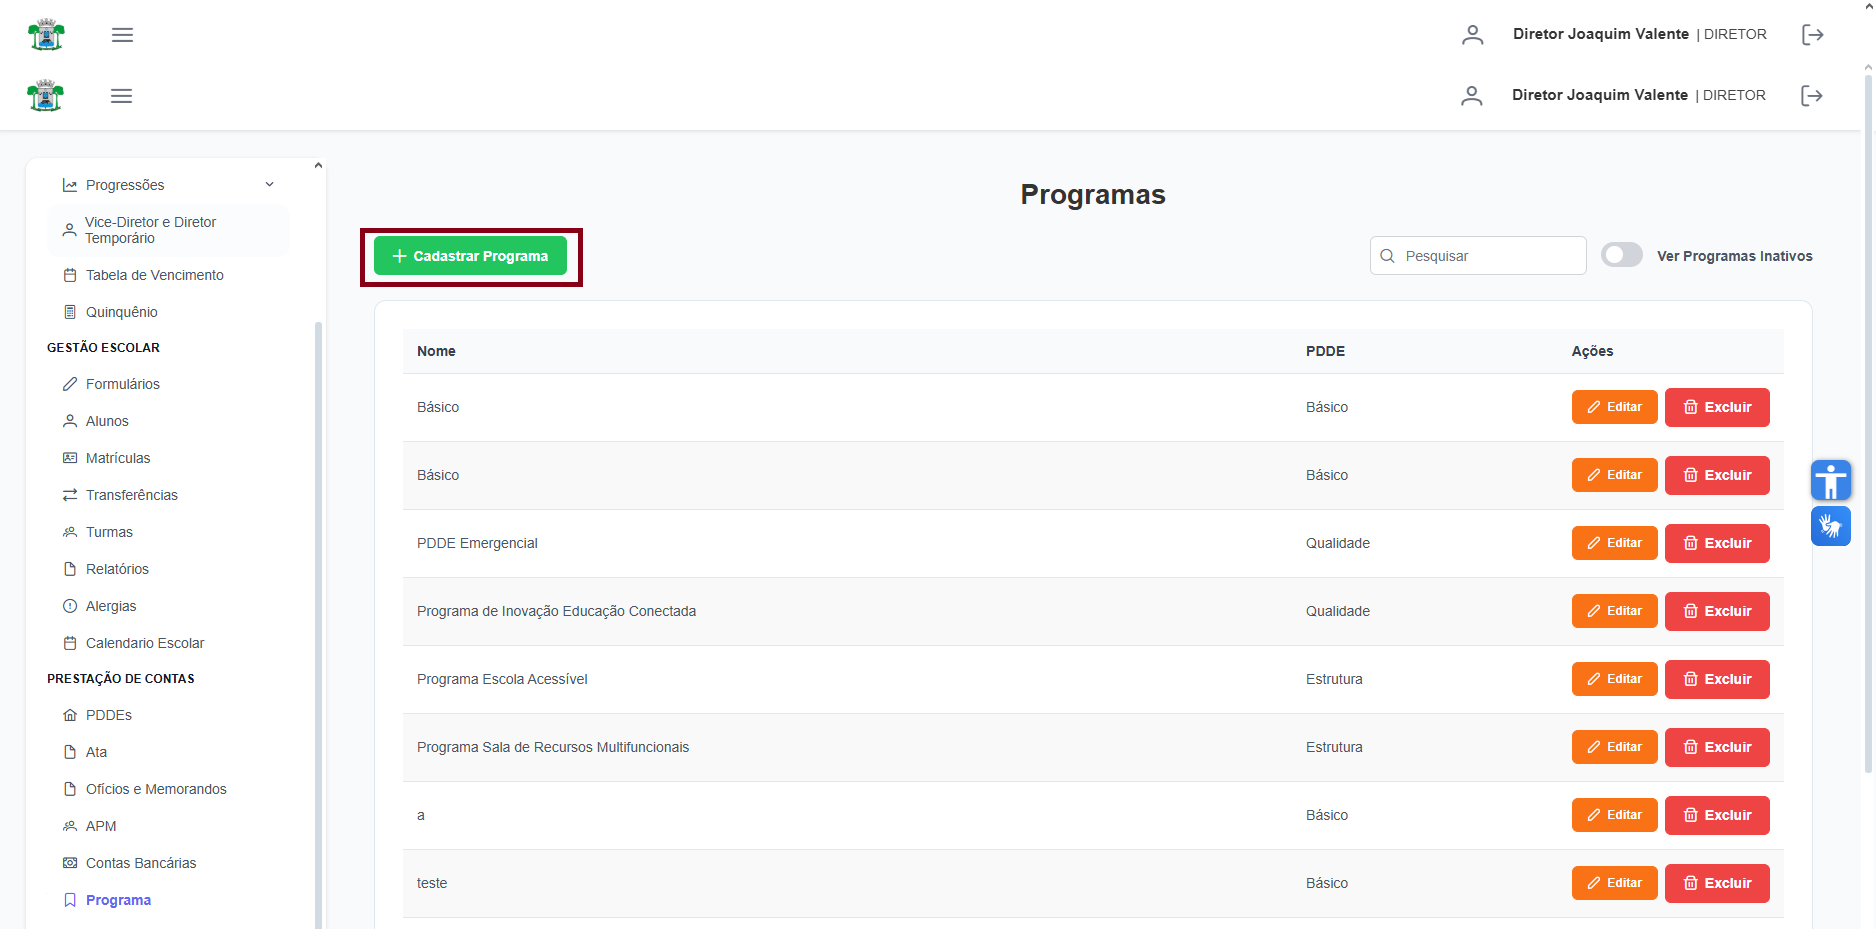 Diretor Joaquim Valente | DIRETOR
Diretor Joaquim Valente | DIRETOR
Progressões
Vice-Diretor e Diretor
Temporário
Tabela de Vencimento
Quinquênio
GESTÃO ESCOLAR
Formulários
Alunos
Matrículas
Transferências
Turmas
Relatórios
Alergias
Calendario Escolar
PRESTAÇÃO DE CONTAS
PDDEs
Ata
Ofícios e Memorandos
APM
Contas Bancárias
Programa
Programas
Cadastrar Programa
Pesquisar
Ver Programas Inativos
Nome PDDE Ações
Básico Básico Editar Excluir
Básico Básico Editar Excluir
PDDE Emergencial Qualidade Editar Excluir
Programa de Inovação Educação Conectada Qualidade Editar Excluir
Programa Escola Acessível Estrutura Editar Excluir
Programa Sala de Recursos Multifuncionais Estrutura Editar Excluir
a Básico Editar Excluir
teste Básico Editar Excluir